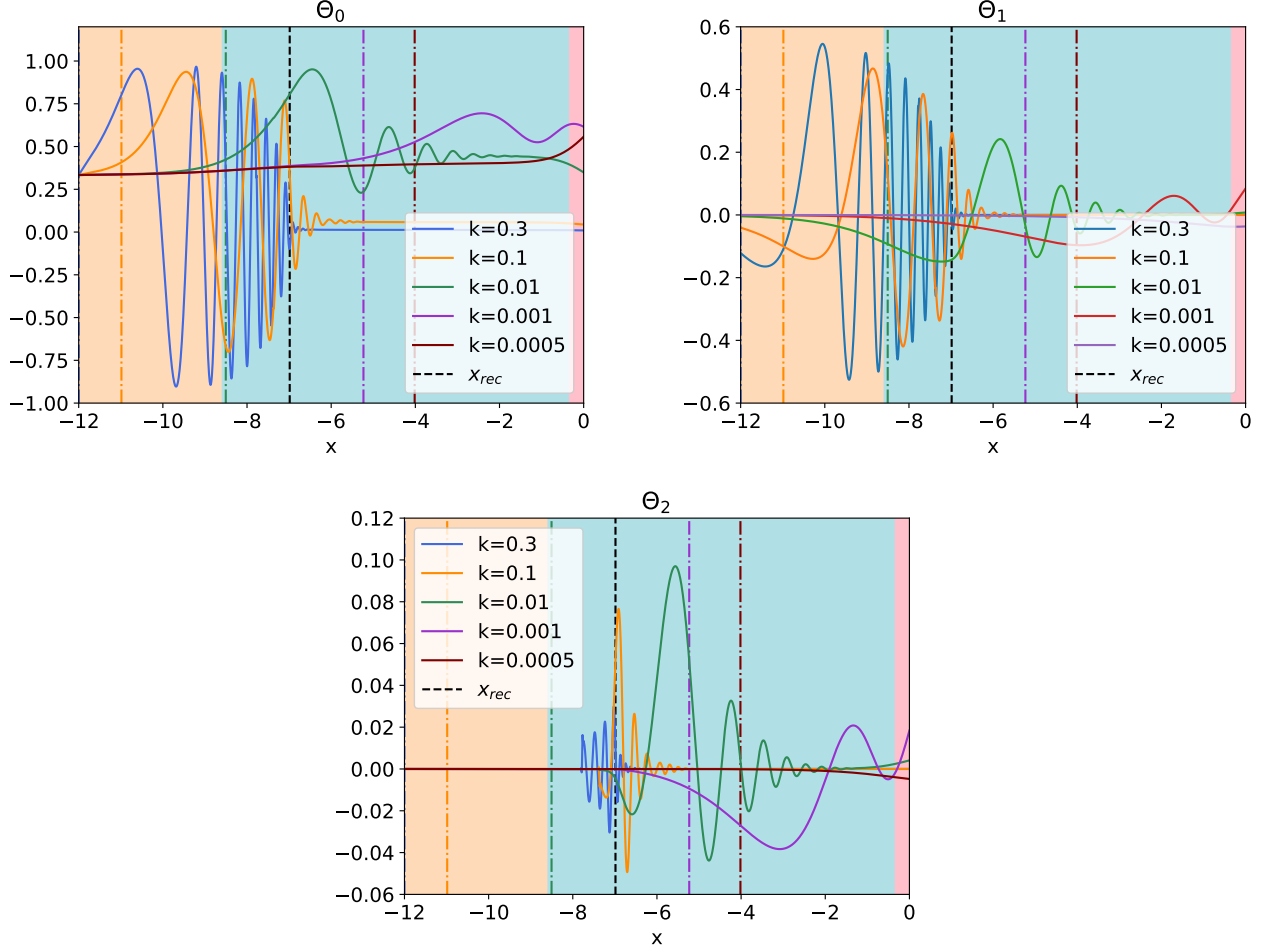 Θ₀
1.00
0.75
0.50
0.25
0.00
−0.25
−0.50
−0.75
−1.00
−12 −10 −8 −6 −4 −2 0
x
k=0.3
k=0.1
k=0.01
k=0.001
k=0.0005
x_rec
Θ₁
0.6
0.4
0.2
0.0
−0.2
−0.4
−0.6
−12 −10 −8 −6 −4 −2 0
x
k=0.3
k=0.1
k=0.01
k=0.001
k=0.0005
x_rec
Θ₂
0.12
0.10
0.08
0.06
0.04
0.02
0.00
−0.02
−0.04
−0.06
−12 −10 −8 −6 −4 −2 0
x
k=0.3
k=0.1
k=0.01
k=0.001
k=0.0005
x_rec